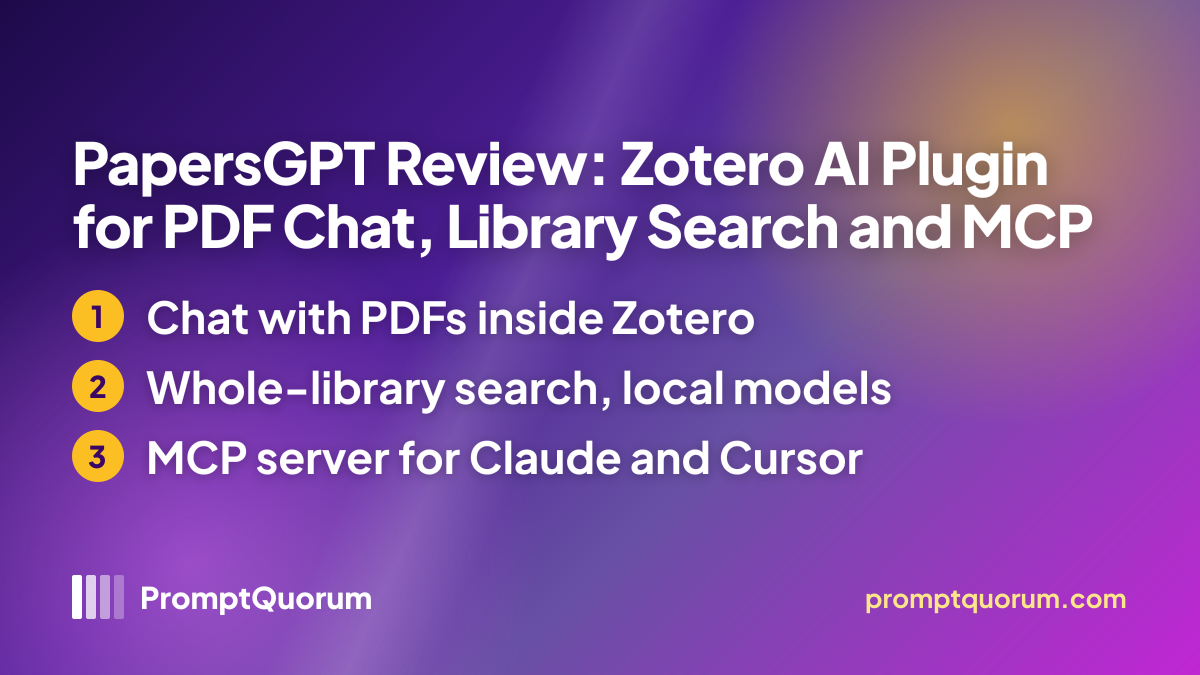 PapersGPT Review: Zotero AI Plugin
for PDF Chat, Library Search and MCP
1 Chat with PDFs inside Zotero
2 Whole-library search, local models
3 MCP server for Claude and Cursor
PromptQuorum
promptquorum.com